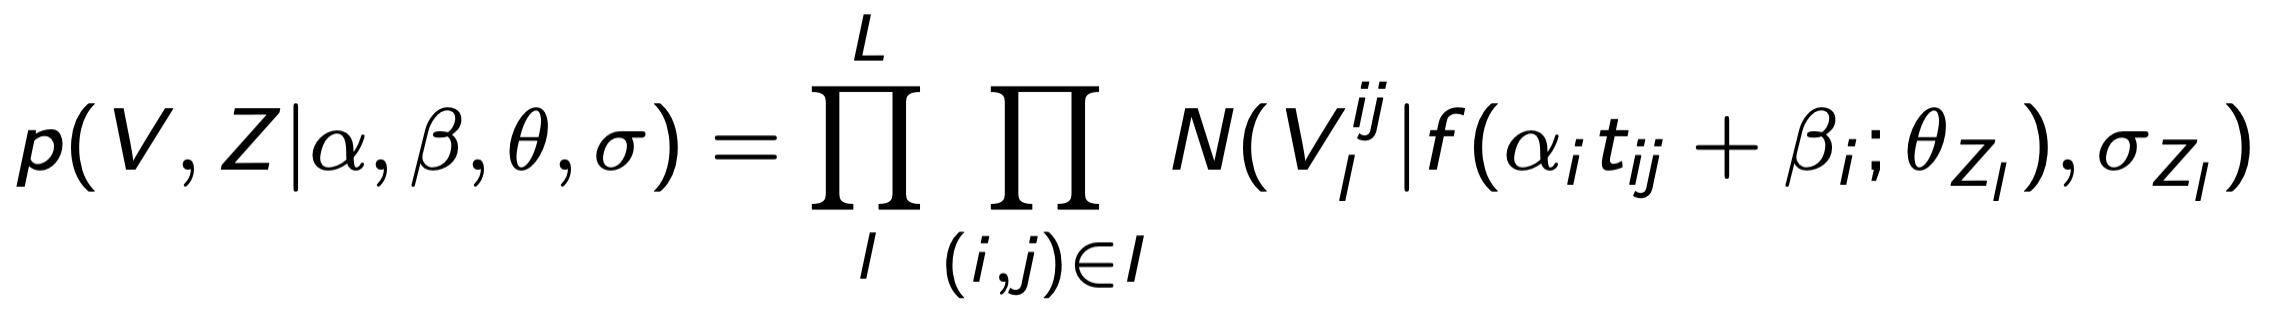 p(V, Z|α, β, θ, σ) = ∏_{l}^{L} ∏_{(i,j)∈I} N(V_l^{ij}|f(α_i t_{ij} + β_i; θ_{Z_l}), σ_{Z_l})